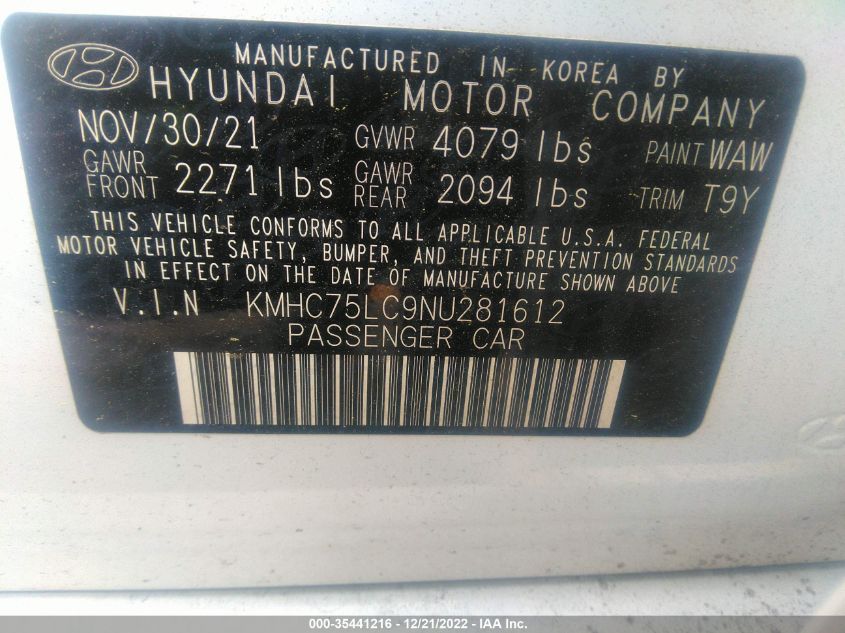 MANUFACTURED IN KOREA BY
HYUNDAI MOTOR COMPANY
NOV/30/21 GVWR 4079 lbs PAINT WAW
GAWR FRONT 2271 lbs GAWR REAR 2094 lbs TRIM T9Y
THIS VEHICLE CONFORMS TO ALL APPLICABLE U.S.A. FEDERAL
MOTOR VEHICLE SAFETY, BUMPER, AND THEFT PREVENTION STANDARDS
IN EFFECT ON THE DATE OF MANUFACTURE SHOWN ABOVE
V.I.N KMHC75LC9NU281612
PASSENGER CAR
000-35441216 - 12/21/2022 - IAA Inc.